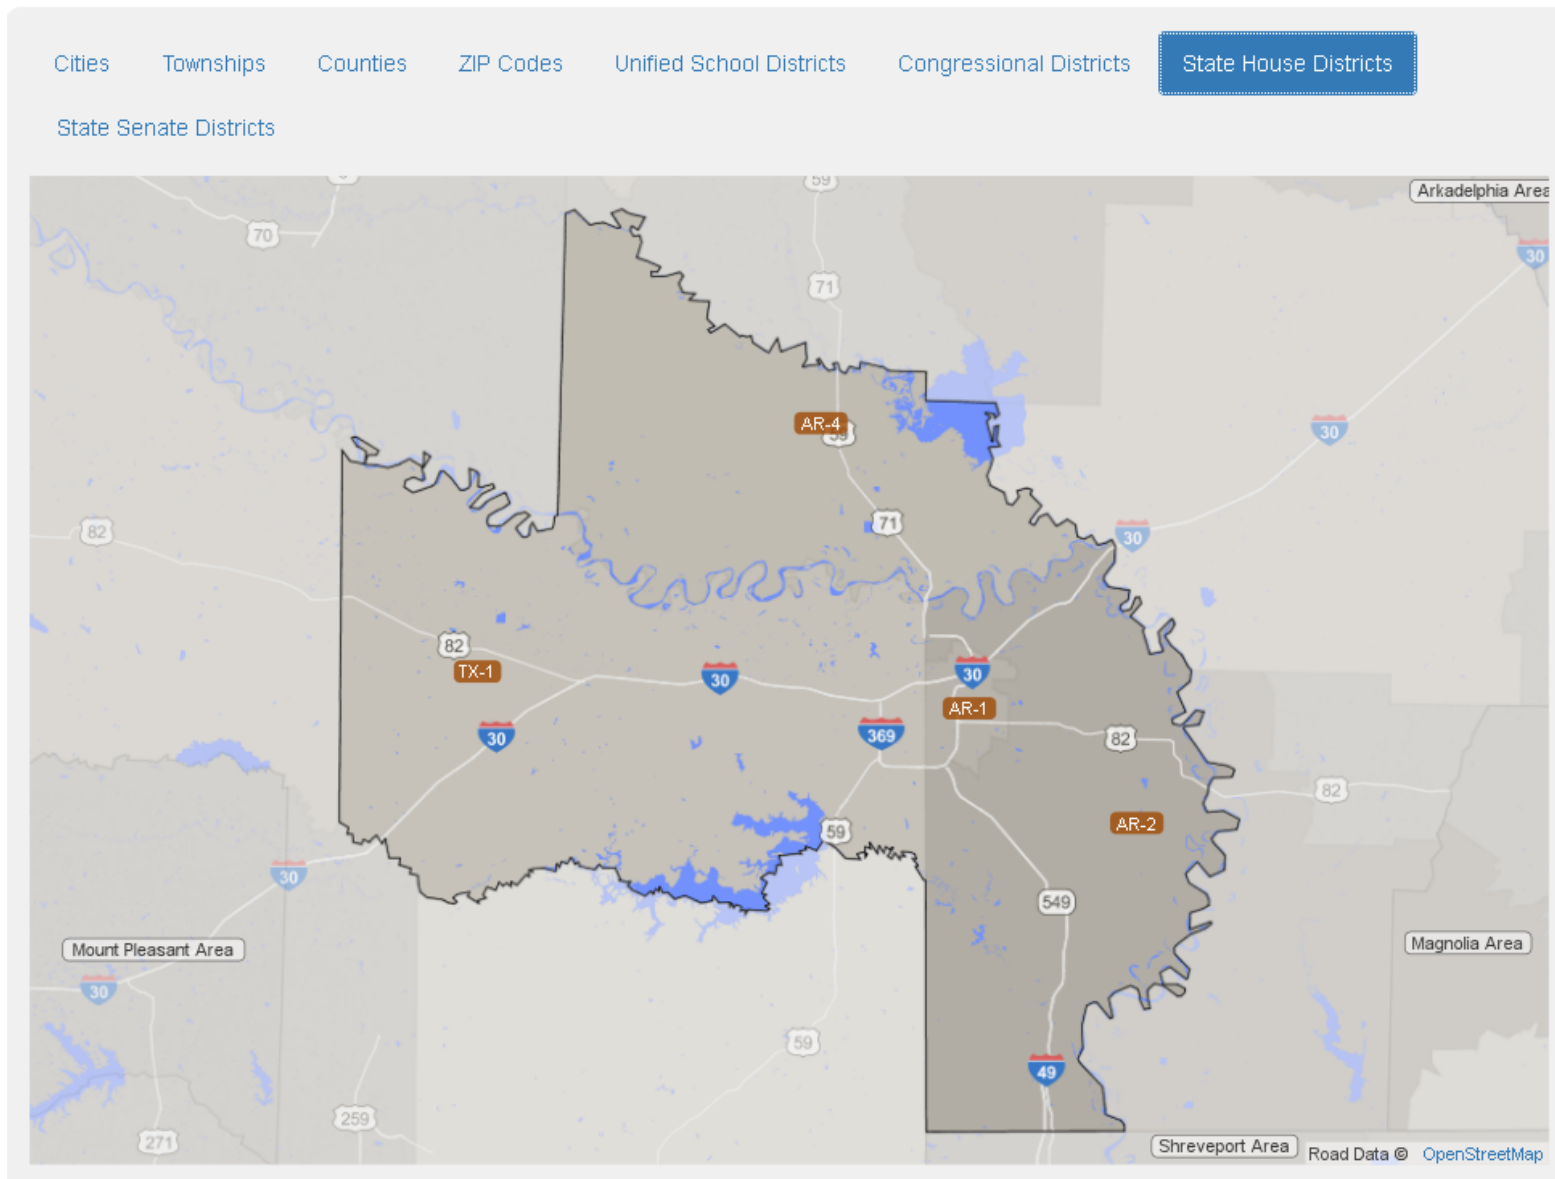 Cities Townships Counties ZIP Codes Unified School Districts Congressional Districts State House Districts
State Senate Districts
59
Arkadelphia Area
70
30
71
AR-4
59
30
82
71
30
82
TX-1
30
30
AR-1
30
369
82
82
AR-2
59
30
549
Mount Pleasant Area
Magnolia Area
30
59
49
259
271
Shreveport Area
Road Data © OpenStreetMap